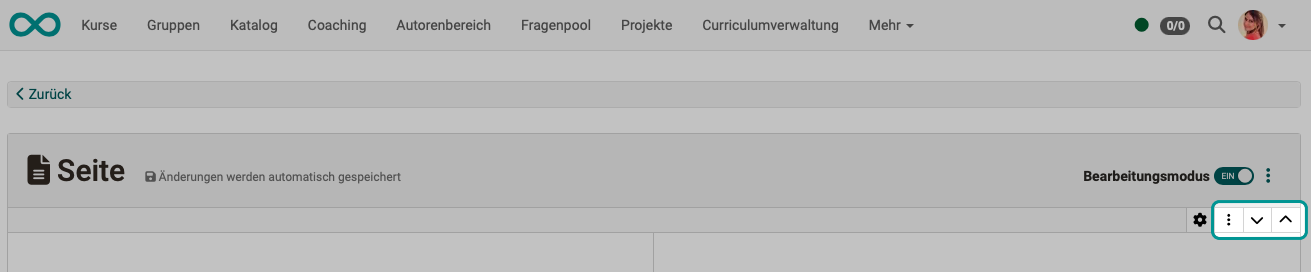 Kurse Gruppen Katalog Coaching Autorenbereich Fragenpool Projekte Curriculumverwaltung Mehr 0/0
Zurück
Seite Änderungen werden automatisch gespeichert Bearbeitungsmodus EIN